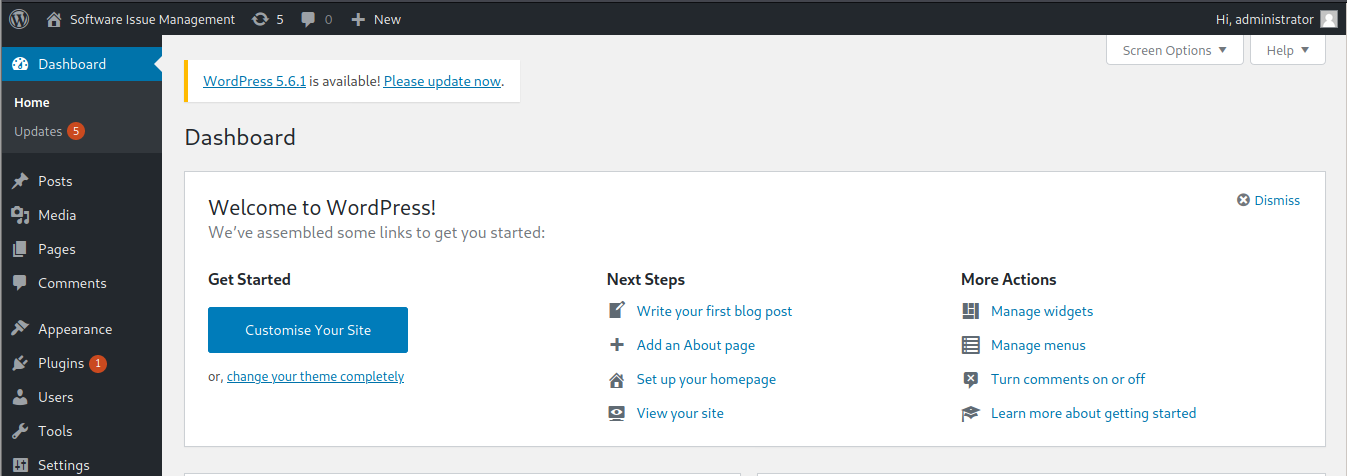 Software Issue Management 5 0 New Hi, administrator
Dashboard
Home
Updates 5
Posts
Media
Pages
Comments
Appearance
Plugins 1
Users
Tools
Settings
Screen Options Help
WordPress 5.6.1 is available! Please update now.
Dashboard
Welcome to WordPress!
We’ve assembled some links to get you started:
Dismiss
Get Started
Customise Your Site
or, change your theme completely
Next Steps
Write your first blog post
Add an About page
Set up your homepage
View your site
More Actions
Manage widgets
Manage menus
Turn comments on or off
Learn more about getting started